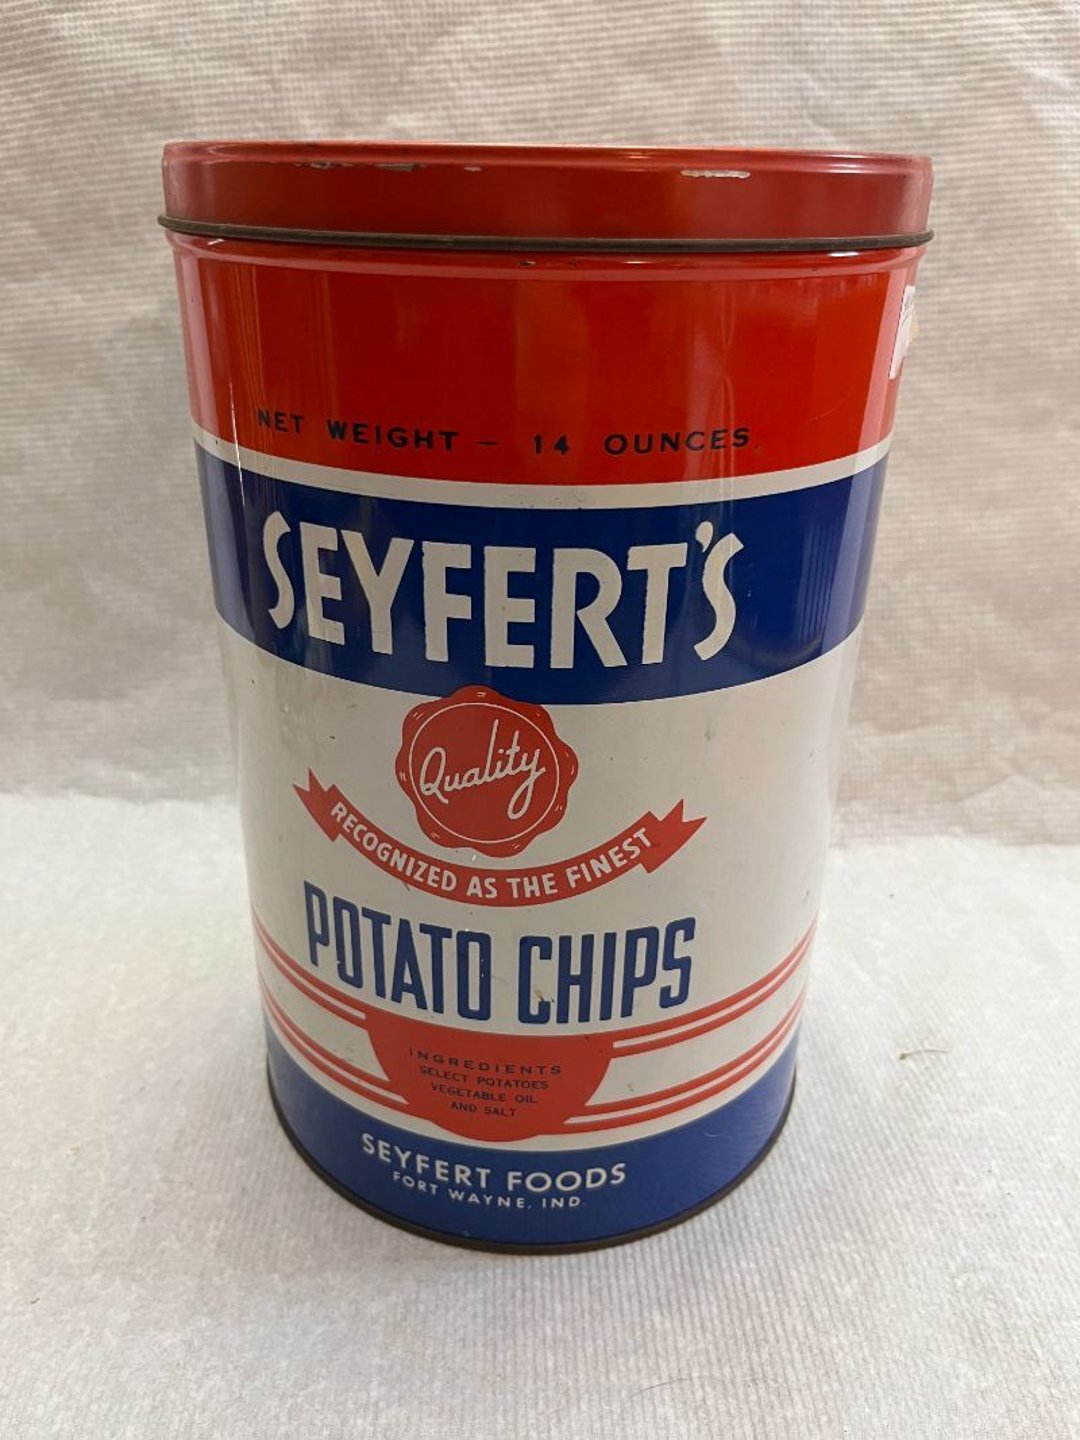 NET WEIGHT – 14 OUNCES
SEYFERT'S
Quality
RECOGNIZED AS THE FINEST
POTATO CHIPS
INGREDIENTS
SELECT POTATOES
VEGETABLE OIL
AND SALT
SEYFERT FOODS
FORT WAYNE, IND.